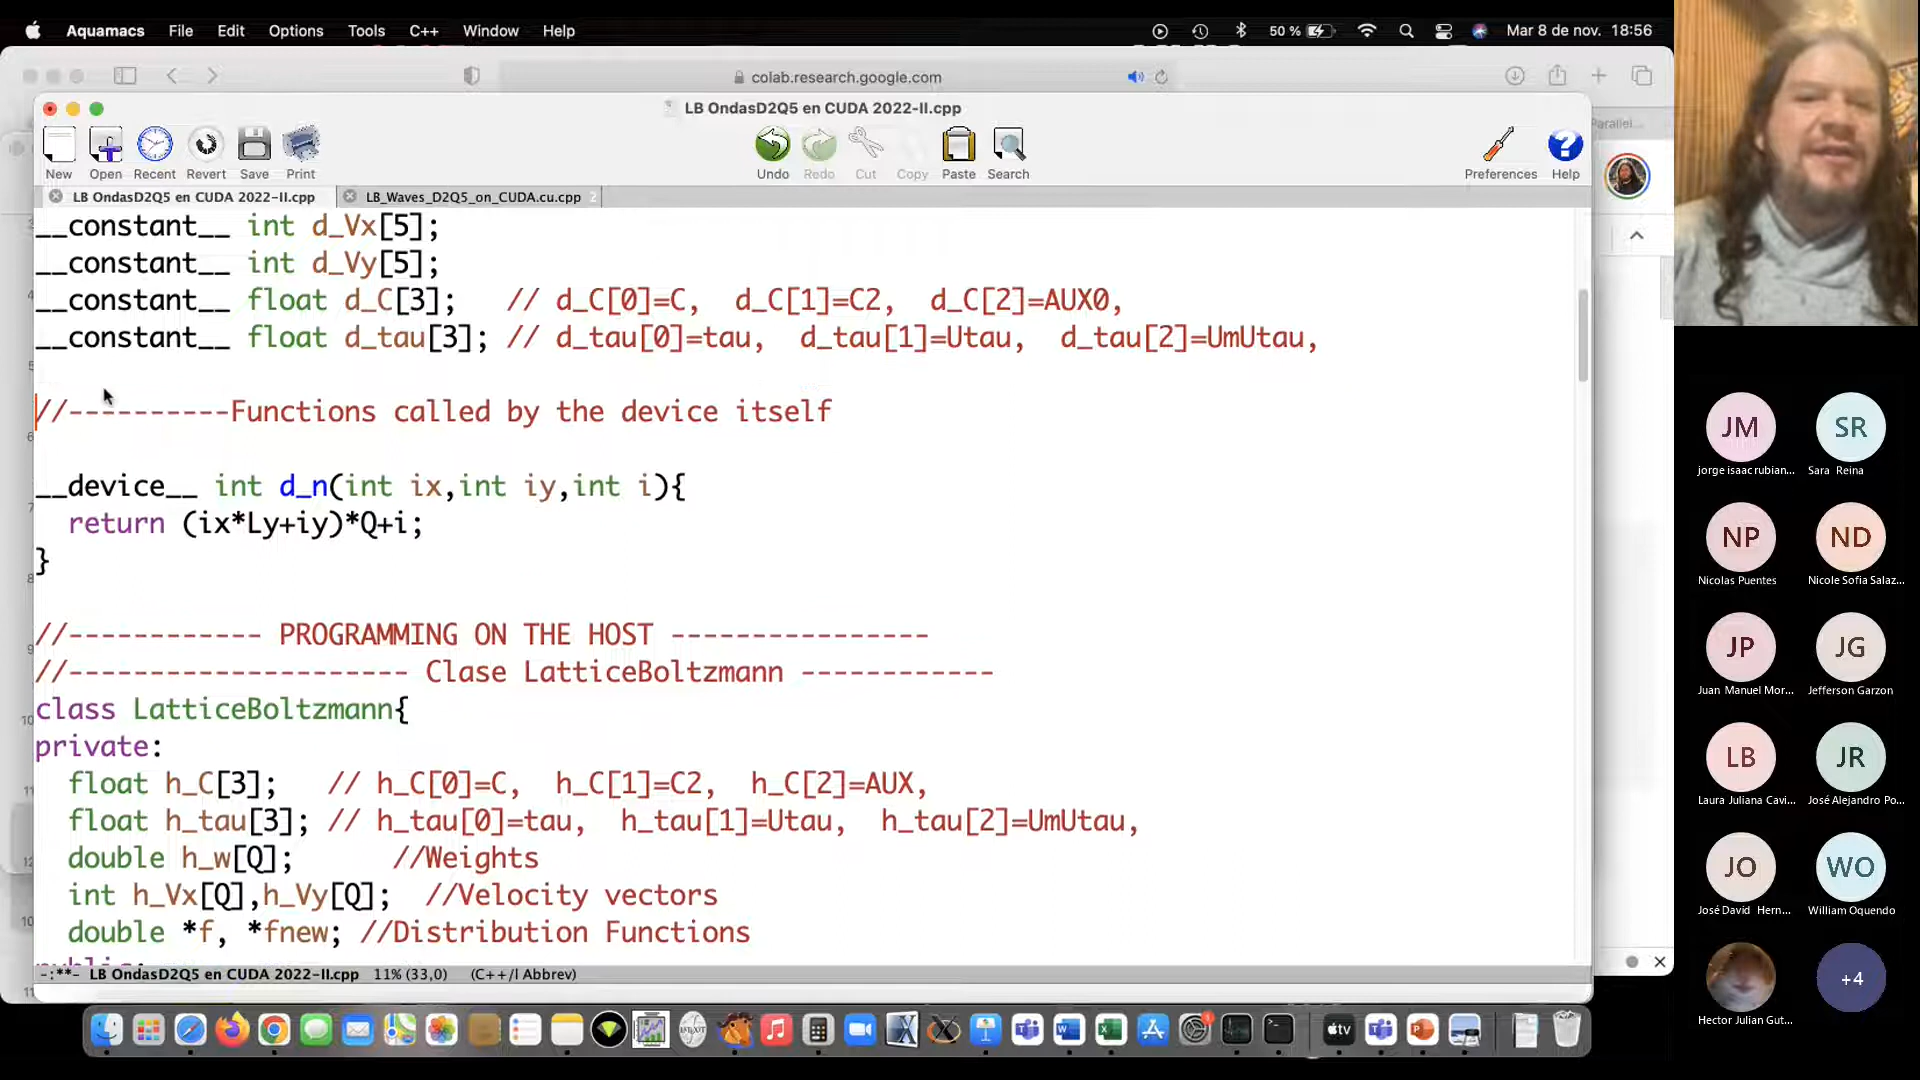 Aquamacs File Edit Options Tools C++ Window Help 50 % Mar 8 de nov. 18:56
colab.research.google.com
LB OndasD2Q5 en CUDA 2022-II.cpp
Parallel...
New Open Recent Revert Save Print Undo Redo Cut Copy Paste Search Preferences Help
LB OndasD2Q5 en CUDA 2022-II.cpp LB_Waves_D2Q5_on_CUDA.cu.cpp 2
__constant__ int d_Vx[5];
__constant__ int d_Vy[5];
__constant__ float d_C[3]; // d_C[0]=C, d_C[1]=C2, d_C[2]=AUX0,
__constant__ float d_tau[3]; // d_tau[0]=tau, d_tau[1]=Utau, d_tau[2]=UmUtau,
//----------Functions called by the device itself
__device__ int d_n(int ix,int iy,int i){
return (ix*Ly+iy)*Q+i;
}
//------------ PROGRAMMING ON THE HOST ----------------
//--------------------- Clase LatticeBoltzmann ------------
class LatticeBoltzmann{
private:
float h_C[3]; // h_C[0]=C, h_C[1]=C2, h_C[2]=AUX,
float h_tau[3]; // h_tau[0]=tau, h_tau[1]=Utau, h_tau[2]=UmUtau,
double h_w[Q]; //Weights
int h_Vx[Q],h_Vy[Q]; //Velocity vectors
double *f, *fnew; //Distribution Functions
public:
-:**- LB OndasD2Q5 en CUDA 2022-II.cpp 11% (33,0) (C++/l Abbrev)
JM SR
jorge isaac rubian... Sara Reina
NP ND
Nicolas Puentes Nicole Sofia Salaz...
JP JG
Juan Manuel Mor... Jefferson Garzon
LB JR
Laura Juliana Cavi... José Alejandro Po...
JO WO
José David Hern... William Oquendo
+4
Hector Julian Gut...
tv